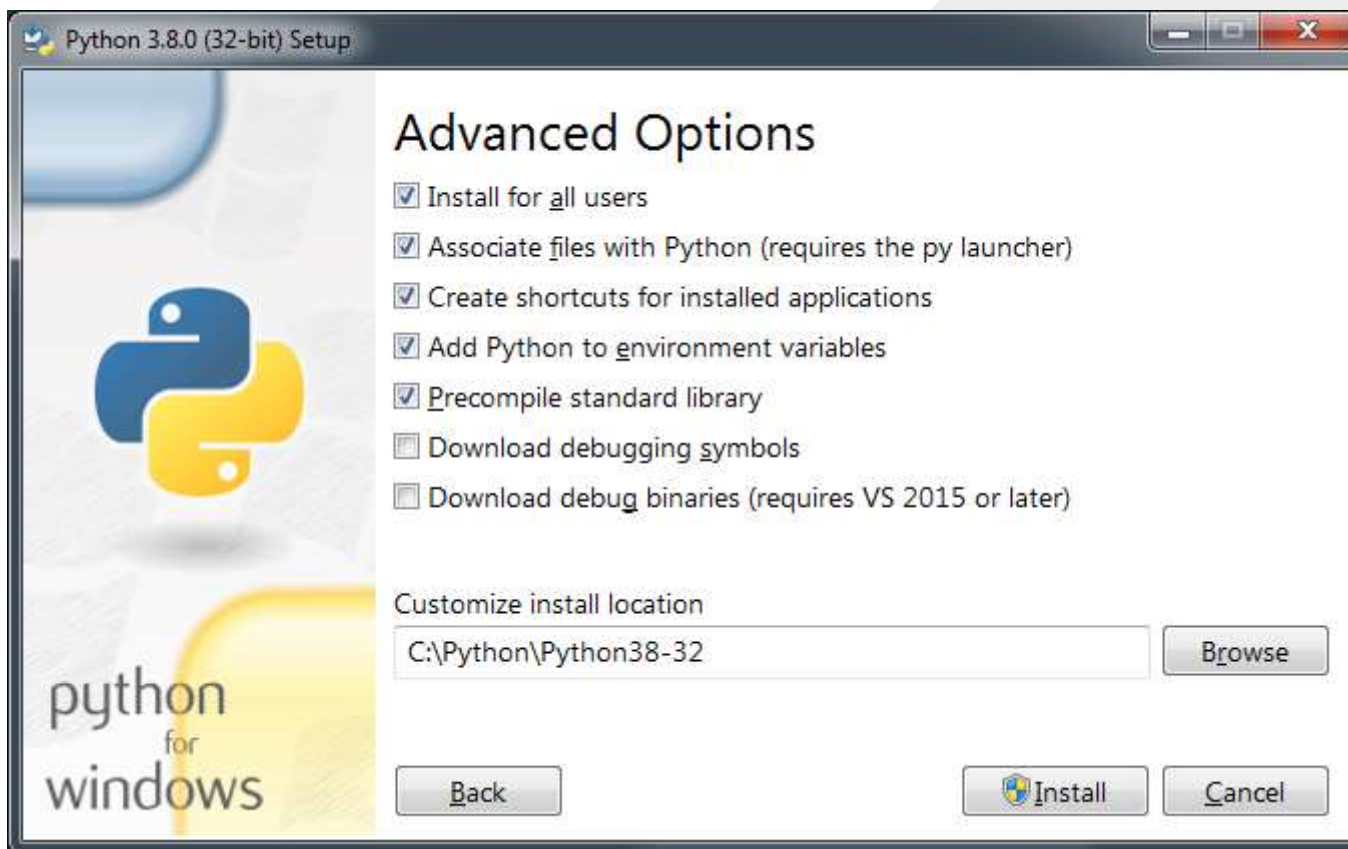 Python 3.8.0 (32-bit) Setup
Advanced Options
Install for all users
Associate files with Python (requires the py launcher)
Create shortcuts for installed applications
Add Python to environment variables
Precompile standard library
Download debugging symbols
Download debug binaries (requires VS 2015 or later)
Customize install location
C:\Python\Python38-32
Browse
python
for
windows
Back
Install
Cancel